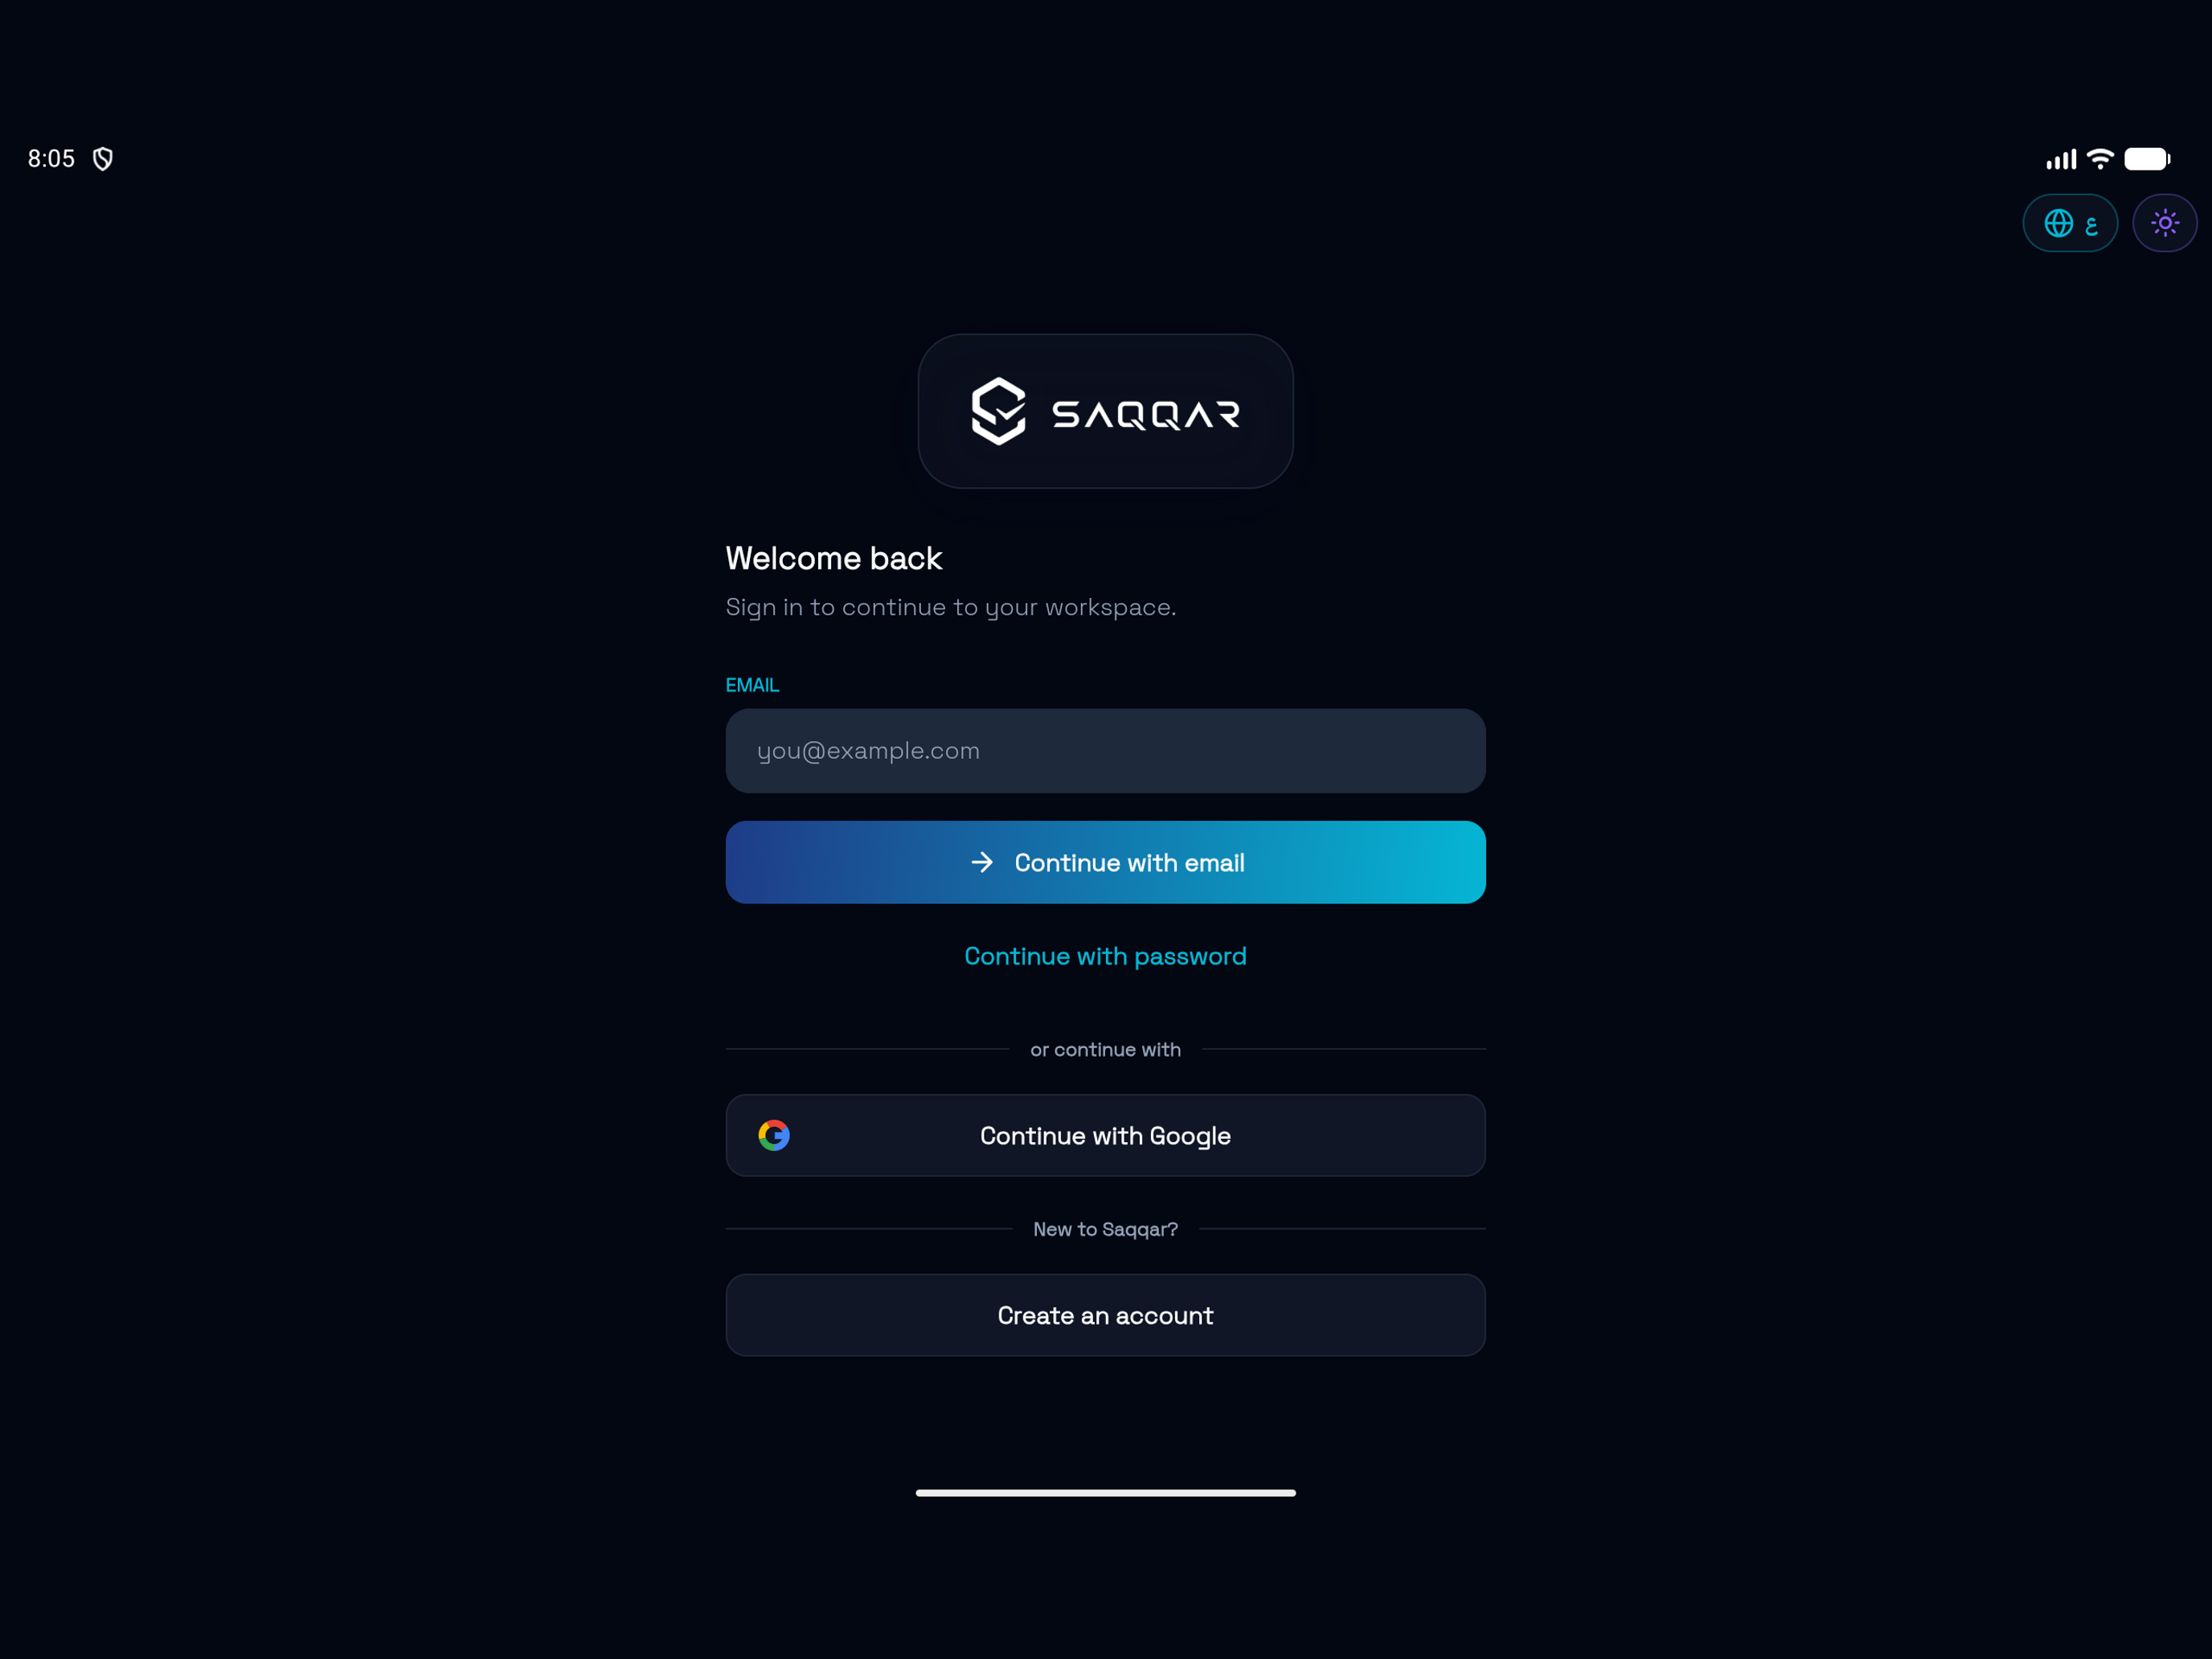 8:05
ع
SAQQAR
Welcome back
Sign in to continue to your workspace.
EMAIL
you@example.com
Continue with email
Continue with password
or continue with
Continue with Google
New to Saqqar?
Create an account